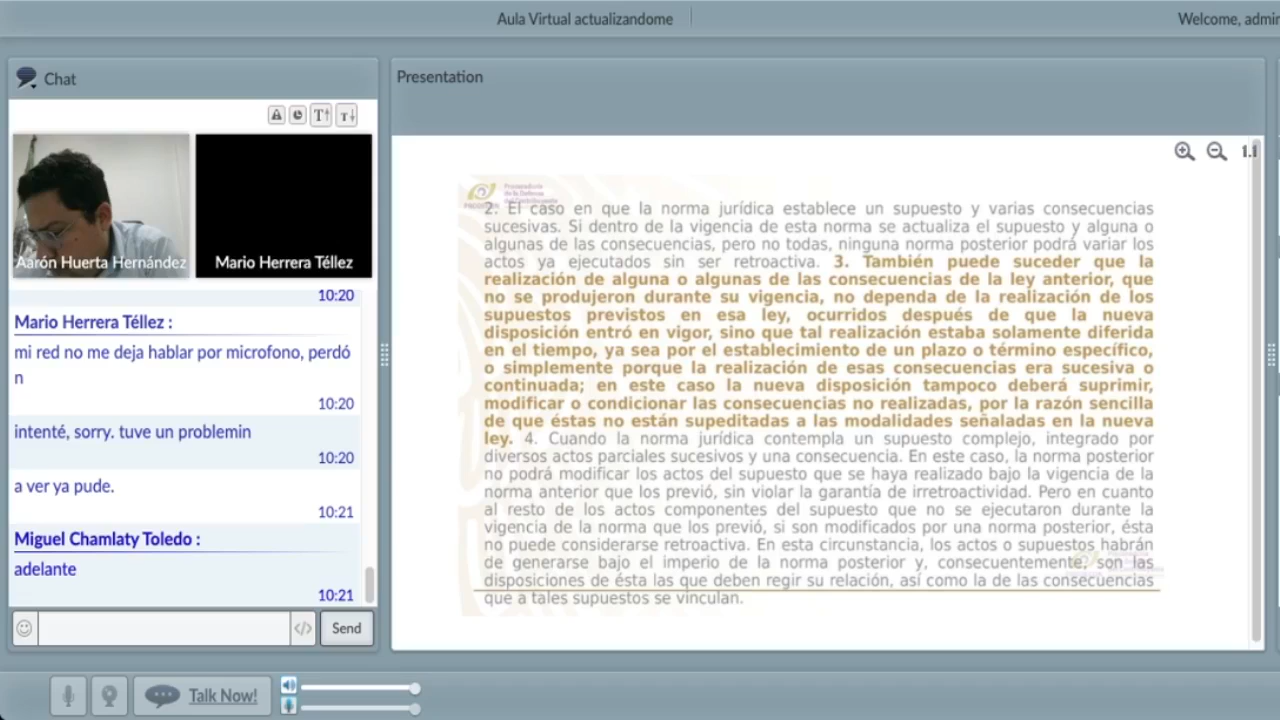 Aula Virtual actualizandome
Welcome, admin
Chat
Presentation
T T
1.1
Aarón Huerta Hernández
Mario Herrera Téllez
10:20
Mario Herrera Téllez :
mi red no me deja hablar por microfono, perdó
n
10:20
intenté, sorry. tuve un problemin
10:20
a ver ya pude.
10:21
Miguel Chamlaty Toledo :
adelante
10:21
Send
Talk Now!
Procuraduría
de la Defensa
del Contribuyente
2. El caso en que la norma jurídica establece un supuesto y varias consecuencias
sucesivas. Si dentro de la vigencia de esta norma se actualiza el supuesto y alguna o
algunas de las consecuencias, pero no todas, ninguna norma posterior podrá variar los
actos ya ejecutados sin ser retroactiva. 3. También puede suceder que la
realización de alguna o algunas de las consecuencias de la ley anterior, que
no se produjeron durante su vigencia, no dependa de la realización de los
supuestos previstos en esa ley, ocurridos después de que la nueva
disposición entró en vigor, sino que tal realización estaba solamente diferida
en el tiempo, ya sea por el establecimiento de un plazo o término específico,
o simplemente porque la realización de esas consecuencias era sucesiva o
continuada; en este caso la nueva disposición tampoco deberá suprimir,
modificar o condicionar las consecuencias no realizadas, por la razón sencilla
de que éstas no están supeditadas a las modalidades señaladas en la nueva
ley. 4. Cuando la norma jurídica contempla un supuesto complejo, integrado por
diversos actos parciales sucesivos y una consecuencia. En este caso, la norma posterior
no podrá modificar los actos del supuesto que se haya realizado bajo la vigencia de la
norma anterior que los previó, sin violar la garantía de irretroactividad. Pero en cuanto
al resto de los actos componentes del supuesto que no se ejecutaron durante la
vigencia de la norma que los previó, si son modificados por una norma posterior, ésta
no puede considerarse retroactiva. En esta circunstancia, los actos o supuestos habrán
de generarse bajo el imperio de la norma posterior y, consecuentemente, son las
disposiciones de ésta las que deben regir su relación, así como la de las consecuencias
que a tales supuestos se vinculan.